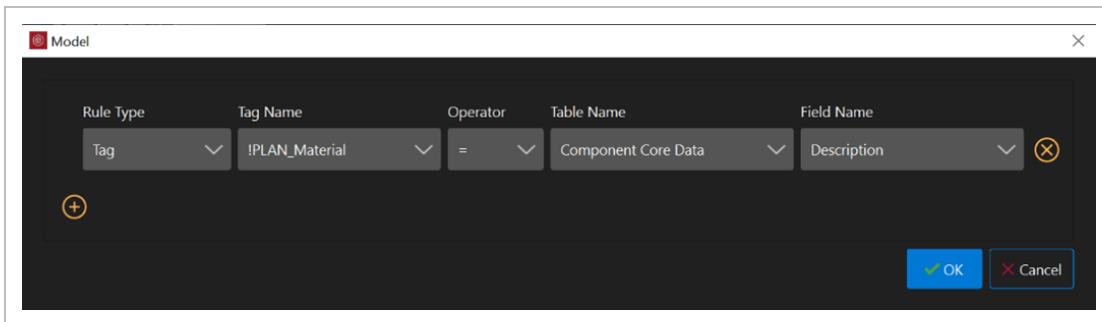 Model
Rule Type Tag Name Operator Table Name Field Name
Tag !PLAN_Material = Component Core Data Description
OK Cancel